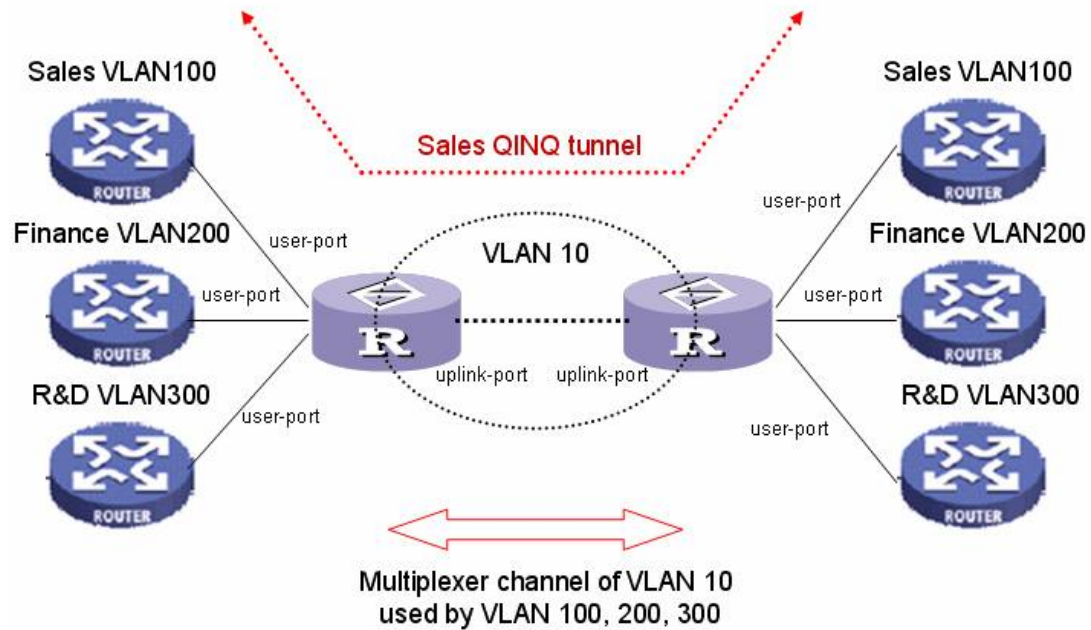 Sales VLAN100
Sales VLAN100
Sales QINQ tunnel
ROUTER
ROUTER
user-port
user-port
Finance VLAN200
Finance VLAN200
VLAN 10
user-port
user-port
ROUTER
R
R
ROUTER
uplink-port
uplink-port
R&D VLAN300
R&D VLAN300
user-port
user-port
ROUTER
ROUTER
Multiplexer channel of VLAN 10
used by VLAN 100, 200, 300